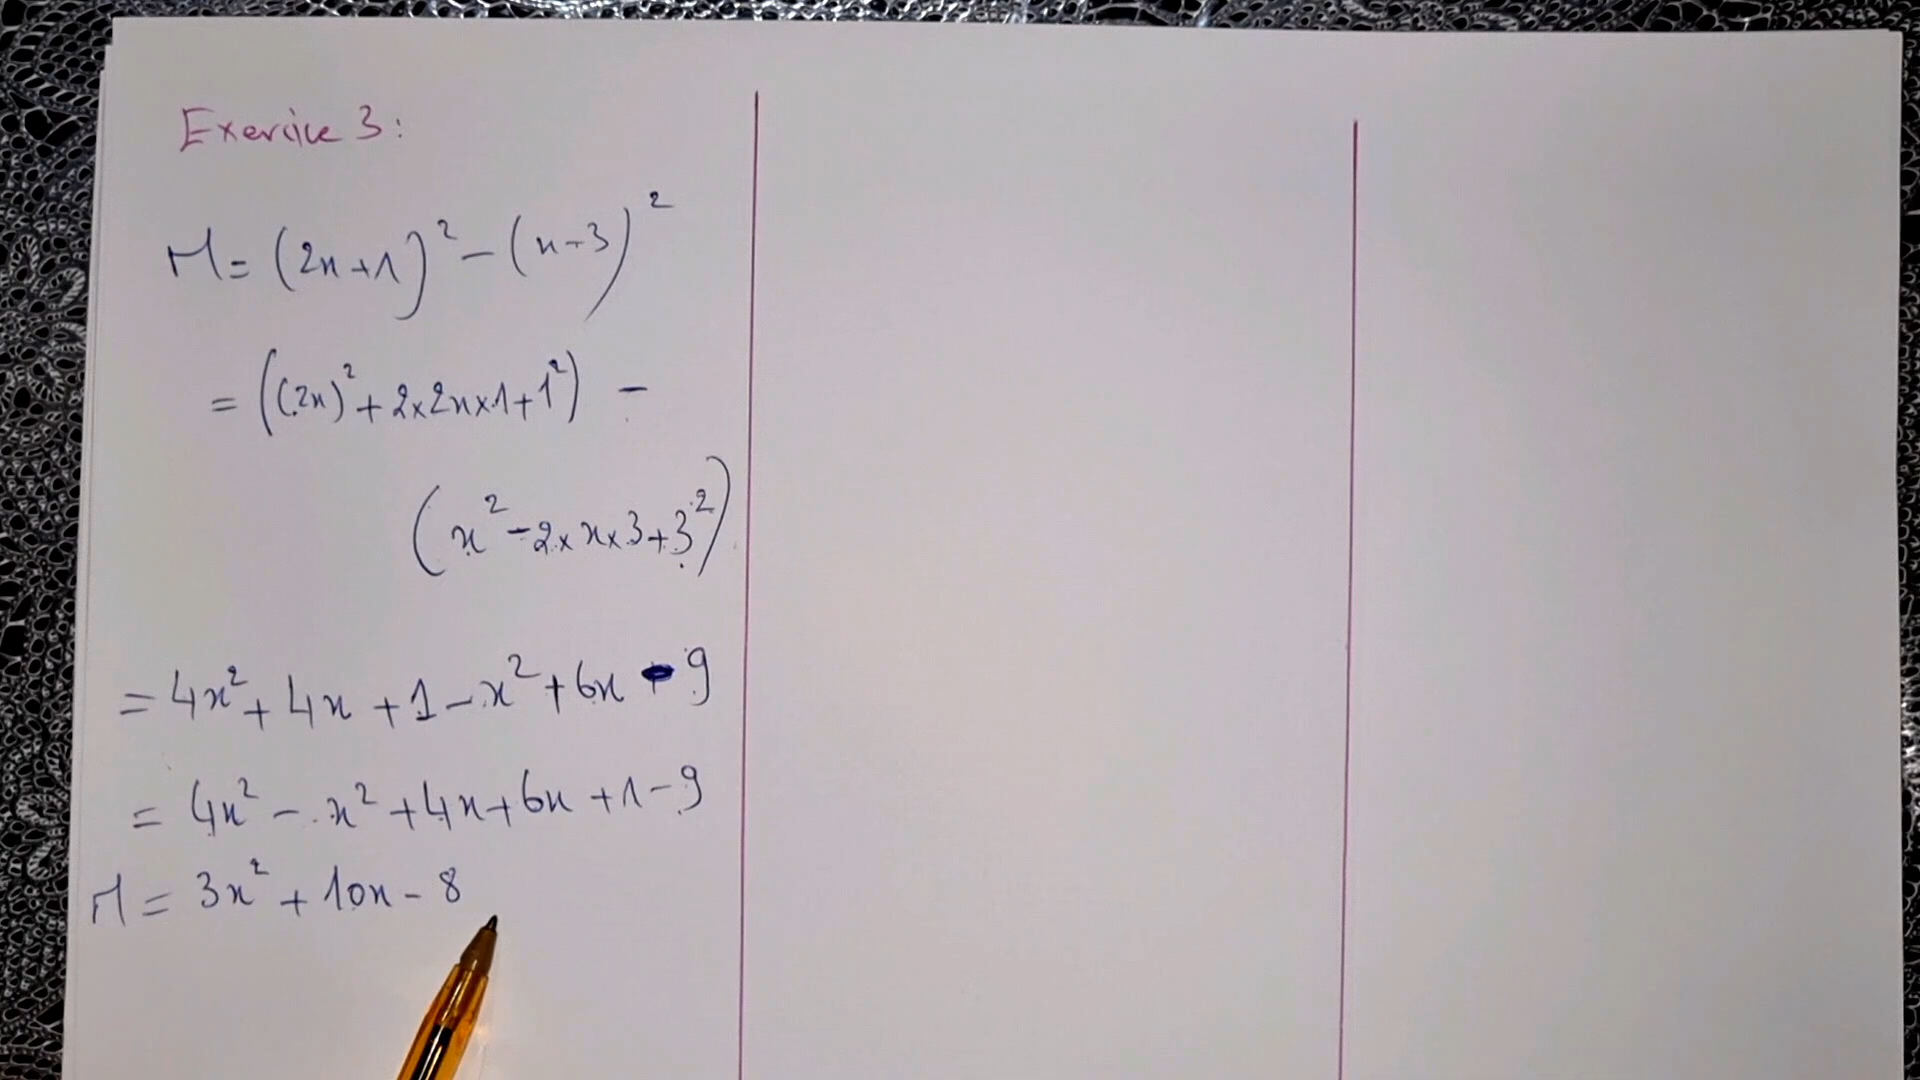 Exercice 3 :
M = (2x+1)² - (x-3)²
= ((2x)² + 2×2x×1+1²) -
(x² - 2×x×3+3²)
= 4x² + 4x + 1 - x² + 6x - 9
= 4x² - x² + 4x + 6x + 1 - 9
M = 3x² + 10x - 8